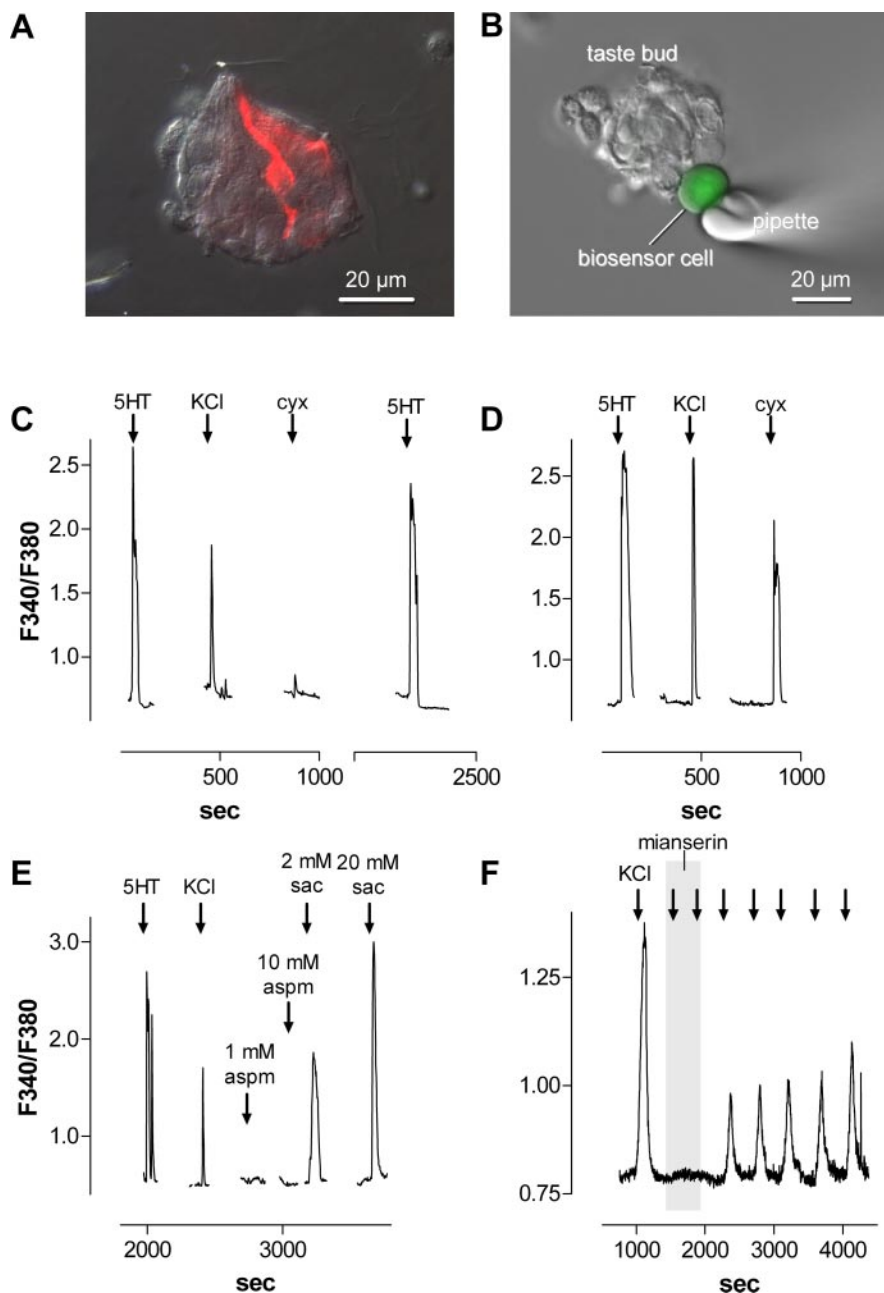 A
20 µm
B
taste bud
pipette
biosensor cell
20 µm
C
5HT
KCl
cyx
5HT
F340/F380
2.5
2.0
1.5
1.0
500
1000
2500
sec
D
5HT
KCl
cyx
2.5
2.0
1.5
1.0
500
1000
sec
E
5HT
KCl
1 mM
aspm
10 mM
aspm
2 mM
sac
20 mM
sac
F340/F380
3.0
2.0
1.0
2000
3000
sec
F
mianserin
KCl
1.25
1.00
0.75
1000
2000
3000
4000
sec